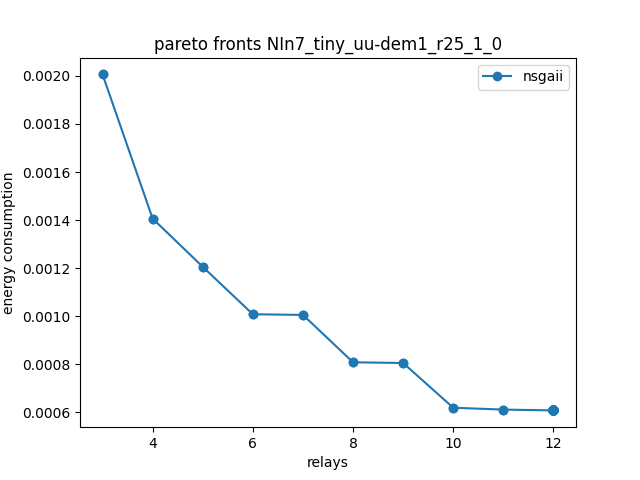 pareto fronts NIn7_tiny_uu-dem1_r25_1_0
nsgaii
0.0020
0.0018
0.0016
0.0014
0.0012
0.0010
0.0008
0.0006
energy consumption
4 6 8 10 12
relays